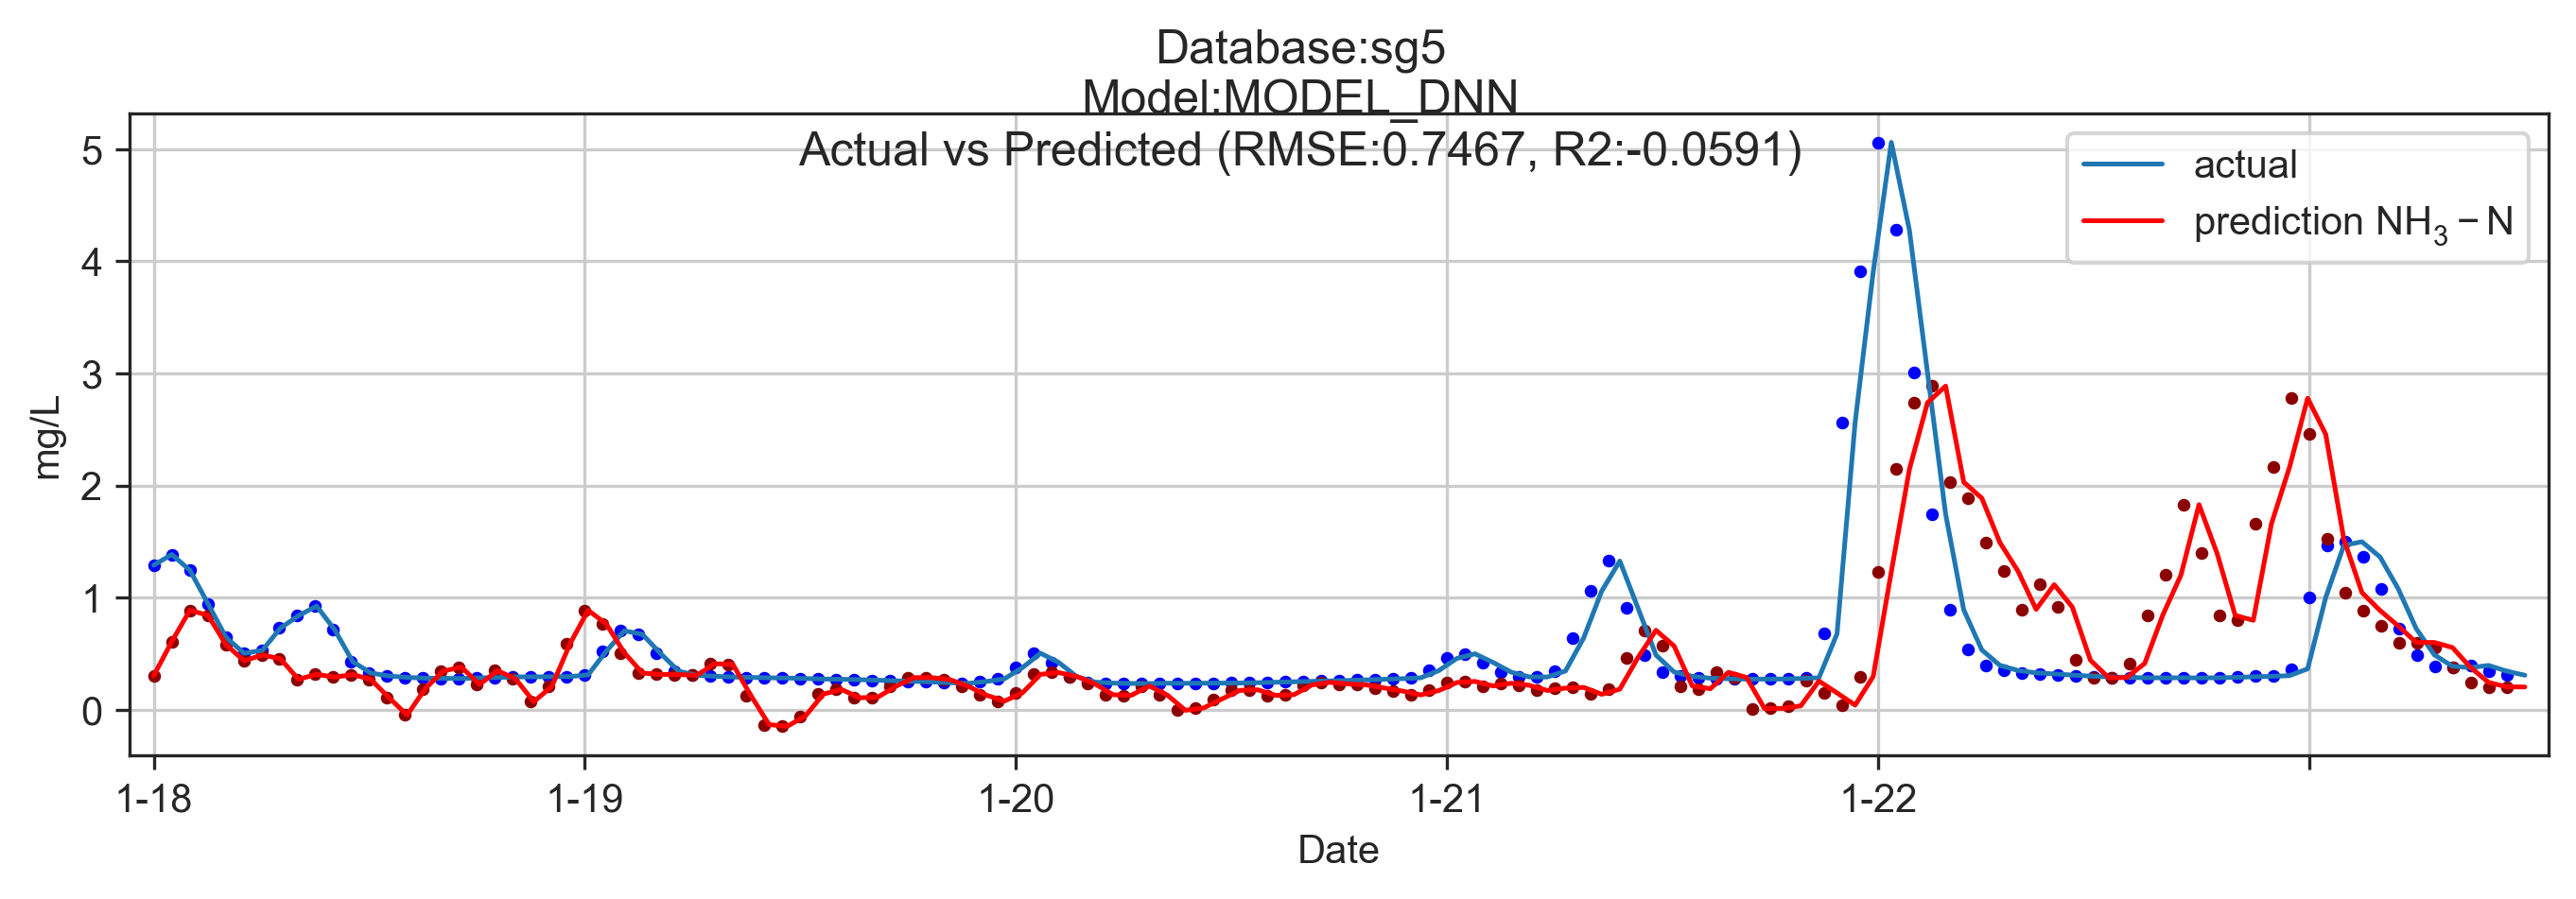 Database:sg5
Model:MODEL_DNN
Actual vs Predicted (RMSE:0.7467, R2:-0.0591)
actual
prediction NH₃ − N
5
4
3
2
1
0
mg/L
1-18 1-19 1-20 1-21 1-22
Date